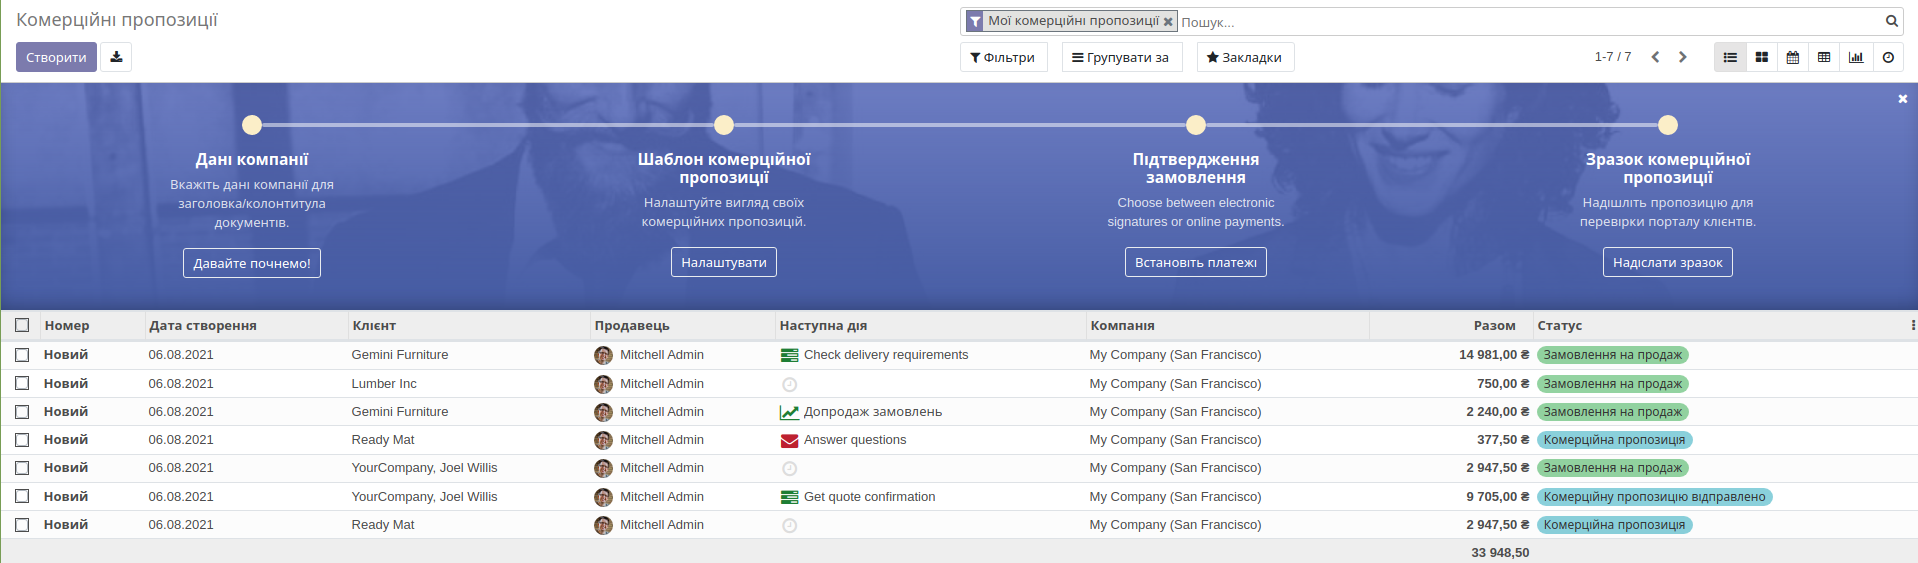 Комерційні пропозиції
Мої комерційні пропозиції Пошук...
Створити
Фільтри Групувати за Закладки 1-7 / 7
Дані компанії
Вкажіть дані компанії для
заголовка/колонтитула
документів.
Давайте почнемо!
Шаблон комерційної
пропозиції
Налаштуйте вигляд своїх
комерційних пропозицій.
Налаштувати
Підтвердження
замовлення
Choose between electronic
signatures or online payments.
Встановіть платежі
Зразок комерційної
пропозиції
Надішліть пропозицію для
перевірки порталу клієнтів.
Надіслати зразок
Номер Дата створення Клієнт Продавець Наступна дія Компанія Разом Статус
Новий 06.08.2021 Gemini Furniture Mitchell Admin Check delivery requirements My Company (San Francisco) 14 981,00 ₴ Замовлення на продаж
Новий 06.08.2021 Lumber Inc Mitchell Admin My Company (San Francisco) 750,00 ₴ Замовлення на продаж
Новий 06.08.2021 Gemini Furniture Mitchell Admin Допродаж замовлень My Company (San Francisco) 2 240,00 ₴ Замовлення на продаж
Новий 06.08.2021 Ready Mat Mitchell Admin Answer questions My Company (San Francisco) 377,50 ₴ Комерційна пропозиція
Новий 06.08.2021 YourCompany, Joel Willis Mitchell Admin My Company (San Francisco) 2 947,50 ₴ Замовлення на продаж
Новий 06.08.2021 YourCompany, Joel Willis Mitchell Admin Get quote confirmation My Company (San Francisco) 9 705,00 ₴ Комерційну пропозицію відправлено
Новий 06.08.2021 Ready Mat Mitchell Admin My Company (San Francisco) 2 947,50 ₴ Комерційна пропозиція
33 948,50